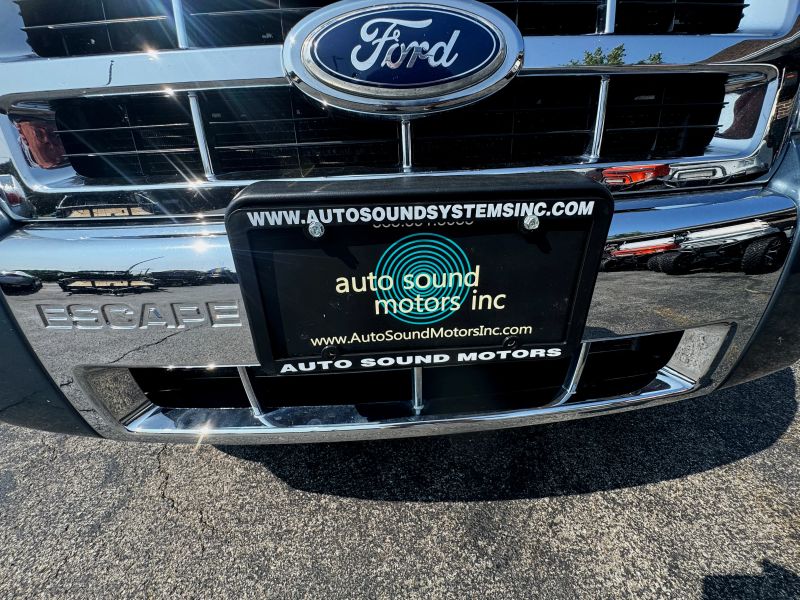 Ford
WWW.AUTOSOUNDSYSTEMSINC.COM
auto sound
motors inc
www.AutoSoundMotorsInc.com
ESCAPE
AUTO SOUND MOTORS